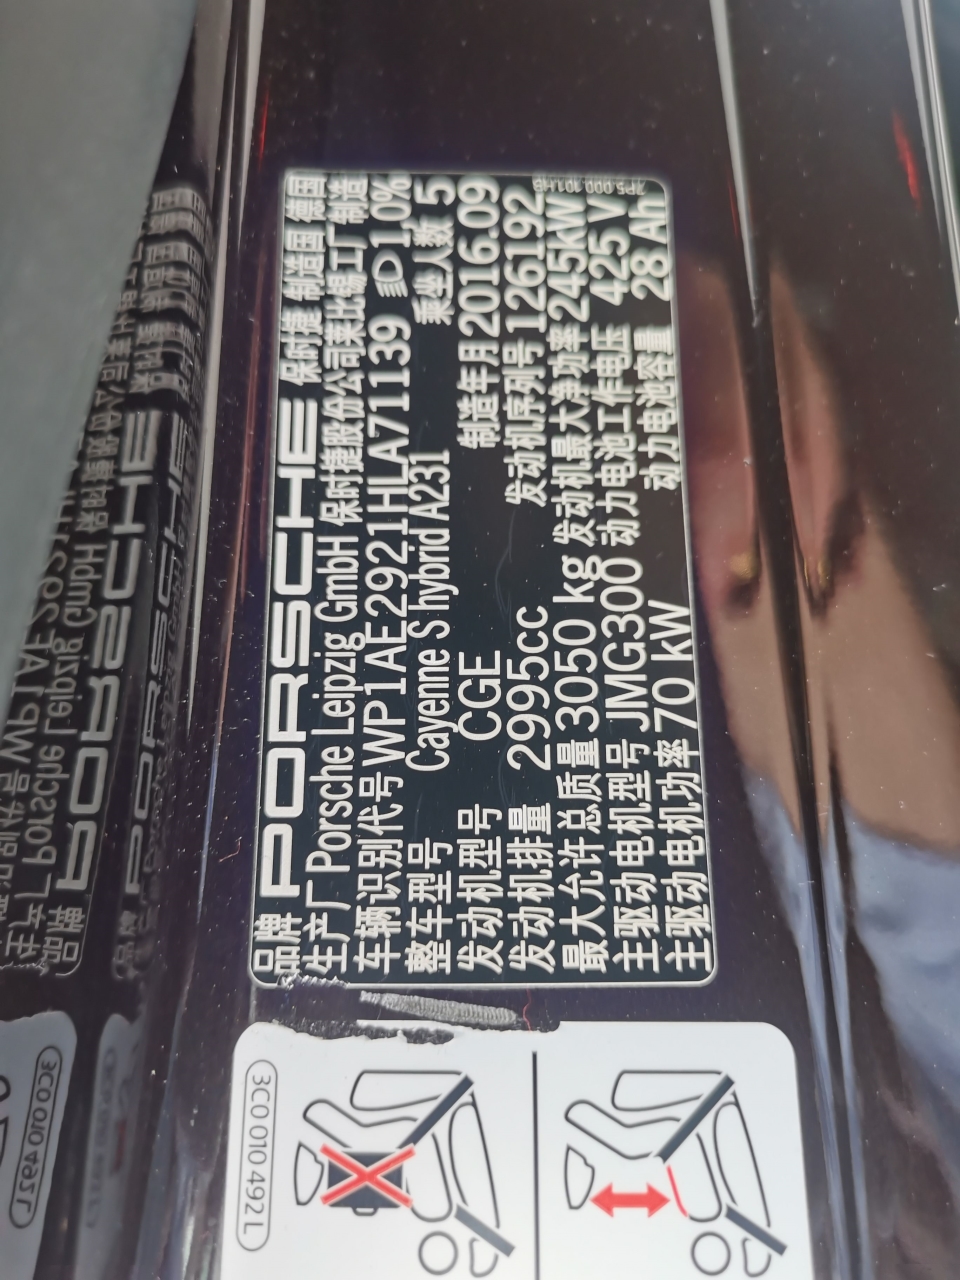 品牌 PORSCHE 保时捷 制造国 德国
生产厂 Porsche Leipzig GmbH 保时捷股份公司莱比锡工厂制造
车辆识别代号 WP1AE2921HLA71139 10%
整车型号 Cayenne S hybrid A231 乘坐人数 5
发动机型号 CGE 制造年月 2016.09
发动机排量 2995cc 发动机序列号 126192
最大允许总质量 3050 kg 发动机最大净功率 245kW
主驱动电机型号 JMG300 动力电池工作电压 425 V
主驱动电机功率 70 kW 动力电池容量 28 Ah
7P5.000.101.HB
3C0 010 492 L